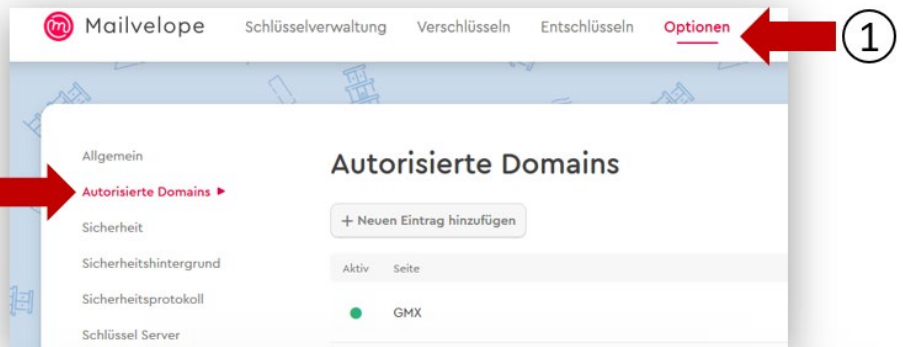 Mailvelope Schlüsselverwaltung Verschlüsseln Entschlüsseln Optionen
1
Allgemein
Autorisierte Domains
Sicherheit
Sicherheitshintergrund
Sicherheitsprotokoll
Schlüssel Server
Autorisierte Domains
+ Neuen Eintrag hinzufügen
Aktiv Seite
GMX